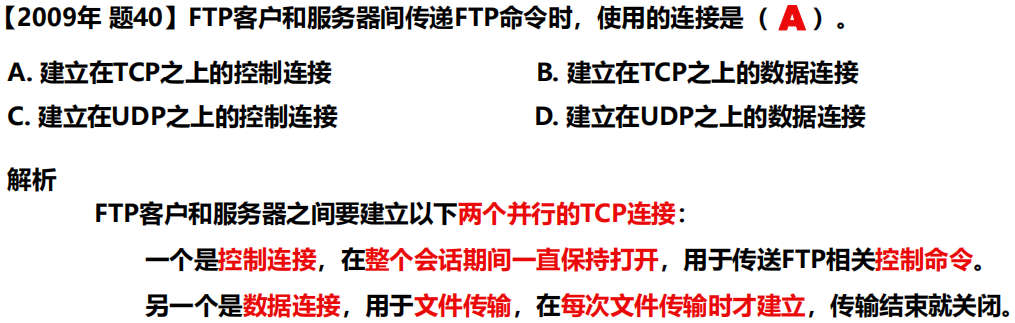 【2009年 题40】FTP客户和服务器间传递FTP命令时，使用的连接是（ A ）。
A. 建立在TCP之上的控制连接 B. 建立在TCP之上的数据连接
C. 建立在UDP之上的控制连接 D. 建立在UDP之上的数据连接
解析
FTP客户和服务器之间要建立以下两个并行的TCP连接：
一个是控制连接，在整个会话期间一直保持打开，用于传送FTP相关控制命令。
另一个是数据连接，用于文件传输，在每次文件传输时才建立，传输结束就关闭。